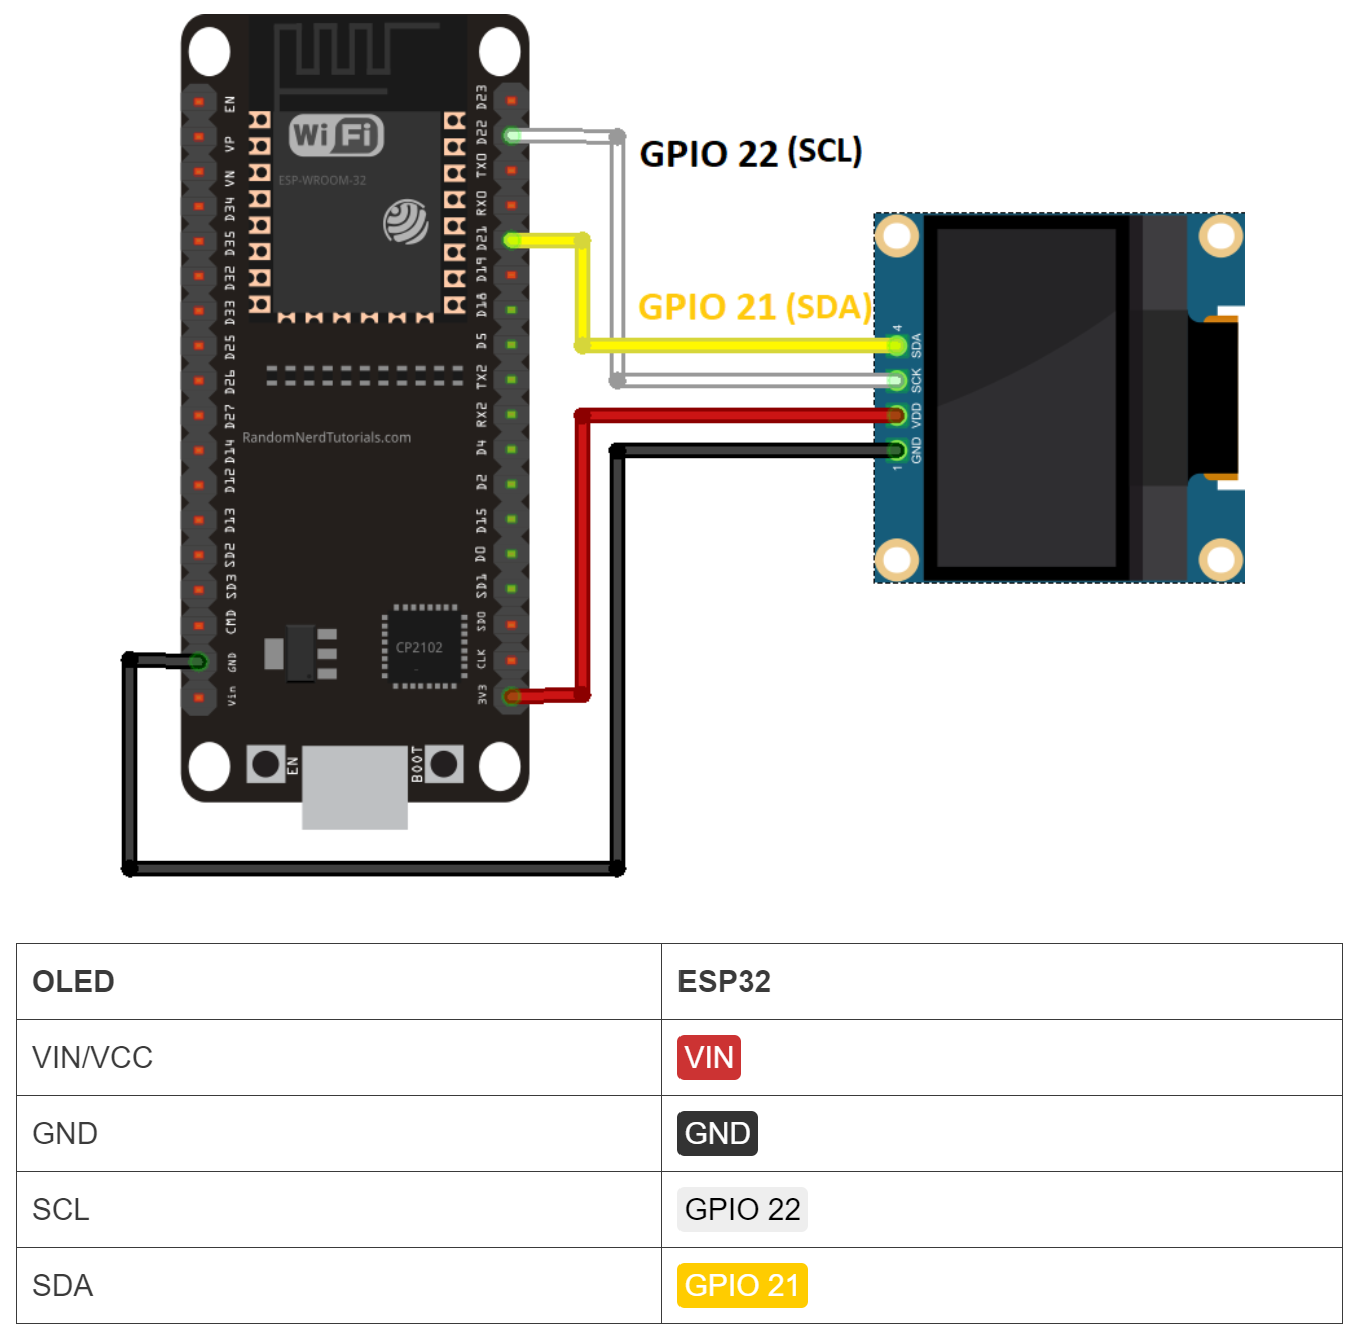 EN
VP
VN
D34
D35
D32
D33
D25
D26
D27
D14
D12
D13
SD2
SD3
CMD
GND
Vin
WiFi
ESP-WROOM-32
RandomNerdTutorials.com
CP2102
EN
BOOT
D23
D22
TX0
RX0
D21
D19
D18
D5
TX2
RX2
D4
D2
D15
D0
SD1
SD0
CLK
3V3
GPIO 22 (SCL)
GPIO 21 (SDA)
4
SDA
SCK
VDD
GND
1
OLED ESP32
VIN/VCC VIN
GND GND
SCL GPIO 22
SDA GPIO 21